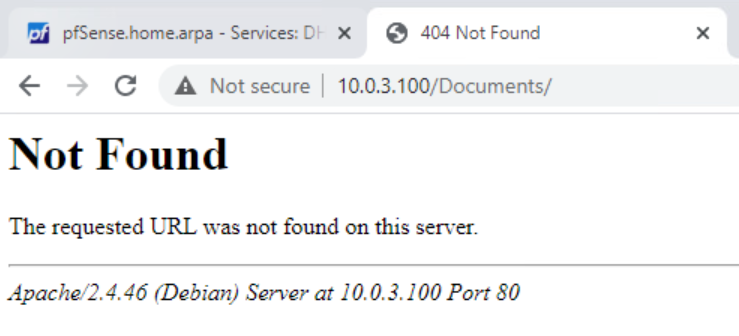 pf pfSense.home.arpa - Services: DH
404 Not Found
Not secure | 10.0.3.100/Documents/
Not Found
The requested URL was not found on this server.
Apache/2.4.46 (Debian) Server at 10.0.3.100 Port 80